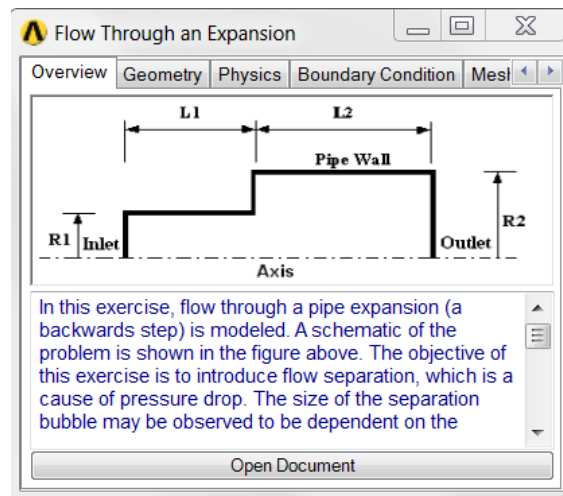 Flow Through an Expansion
Overview Geometry Physics Boundary Condition Mesh
L1 L2
Pipe Wall
R1 Inlet Outlet R2
Axis
In this exercise, flow through a pipe expansion (a
backwards step) is modeled. A schematic of the
problem is shown in the figure above. The objective of
this exercise is to introduce flow separation, which is a
cause of pressure drop. The size of the separation
bubble may be observed to be dependent on the
Open Document